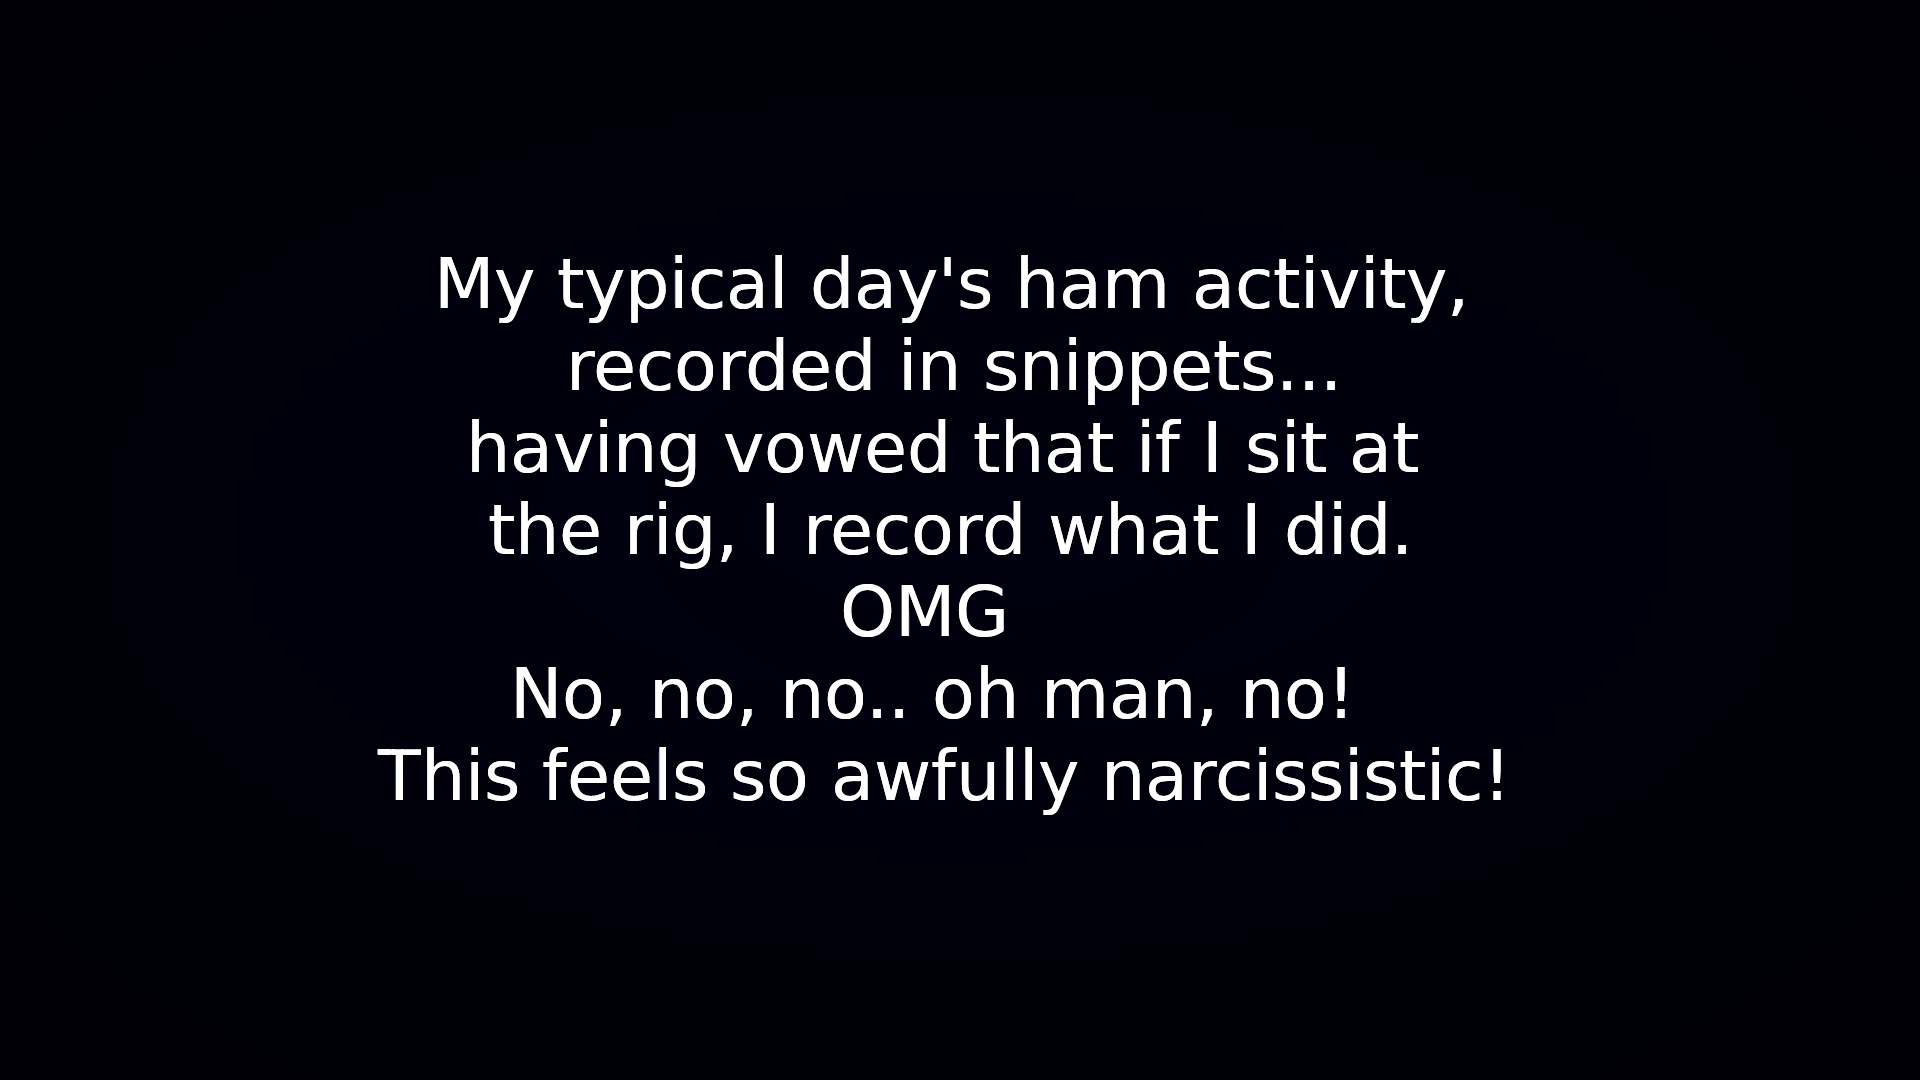 My typical day's ham activity,
recorded in snippets...
having vowed that if I sit at
the rig, I record what I did.
OMG
No, no, no.. oh man, no!
This feels so awfully narcissistic!